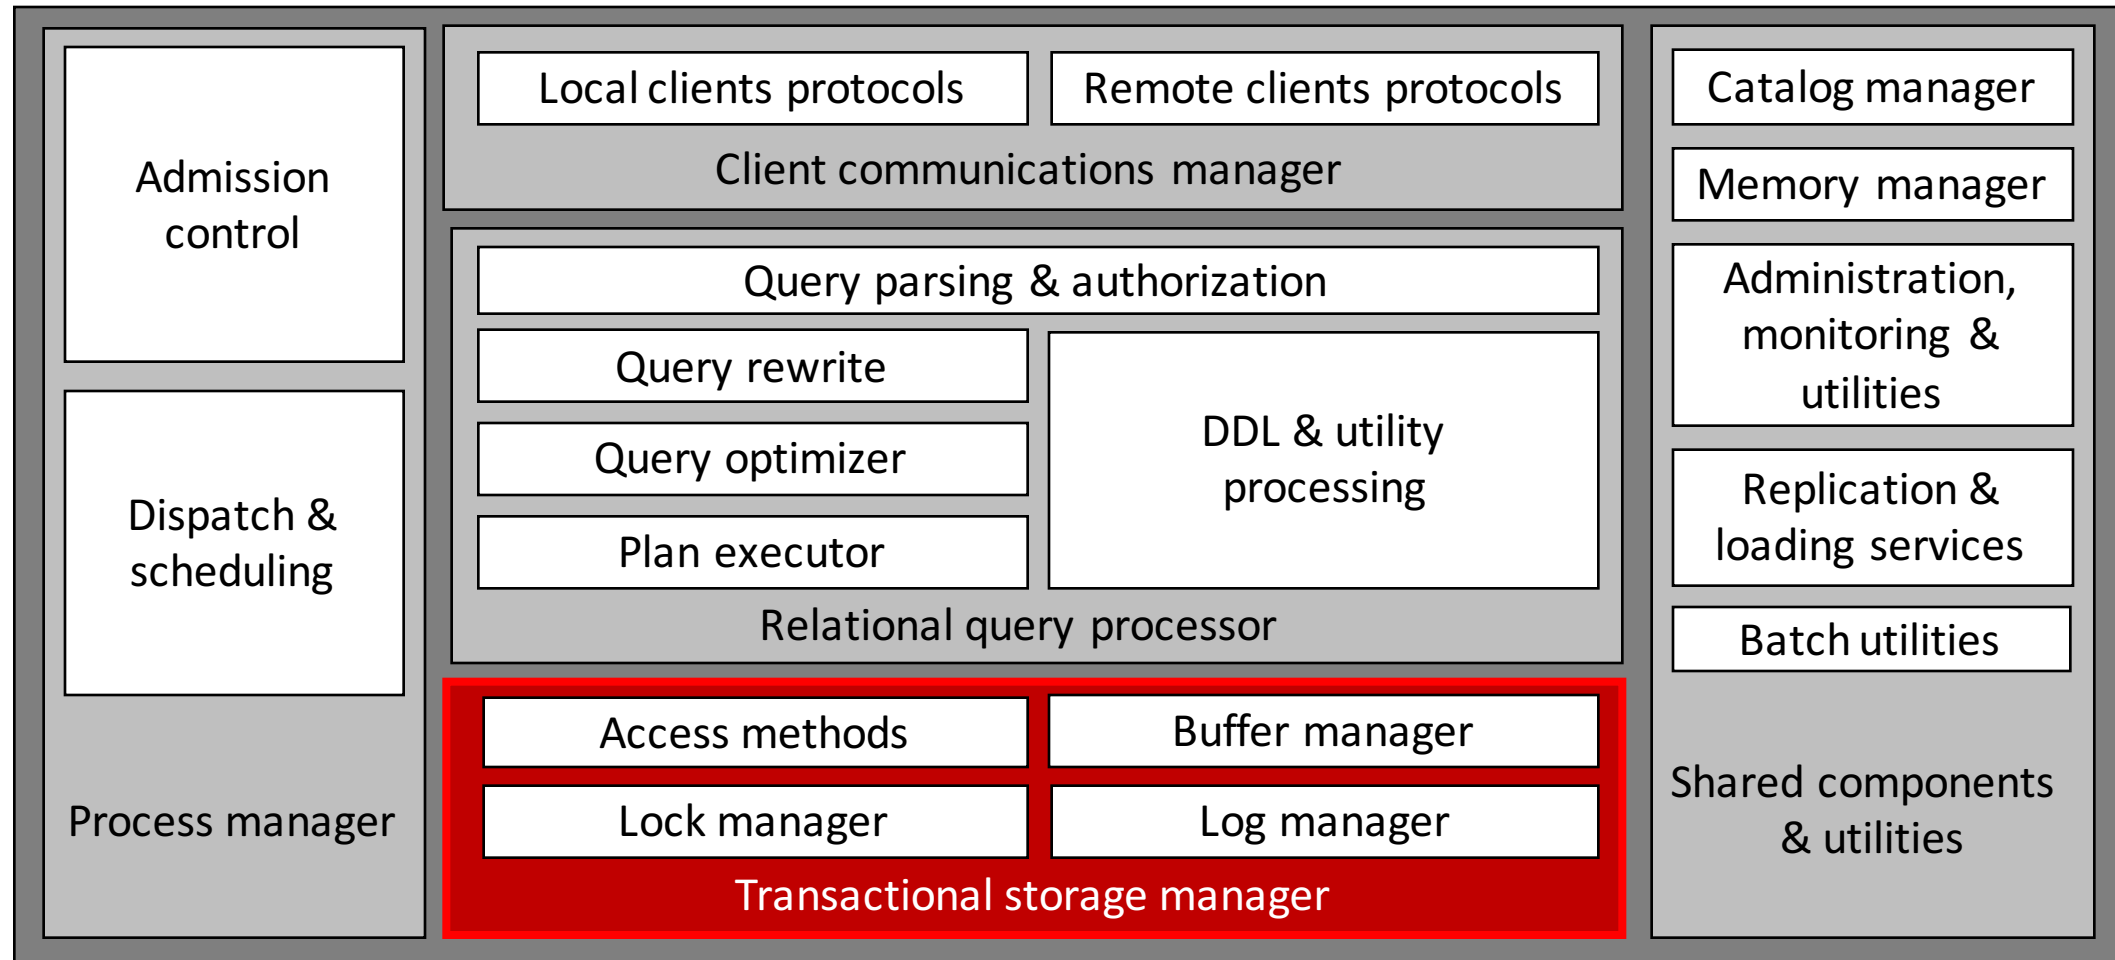 Admission
control
Dispatch &
scheduling
Process manager
Local clients protocols
Remote clients protocols
Client communications manager
Query parsing & authorization
Query rewrite
Query optimizer
Plan executor
DDL & utility
processing
Relational query processor
Access methods
Buffer manager
Lock manager
Log manager
Transactional storage manager
Catalog manager
Memory manager
Administration,
monitoring &
utilities
Replication &
loading services
Batch utilities
Shared components
& utilities